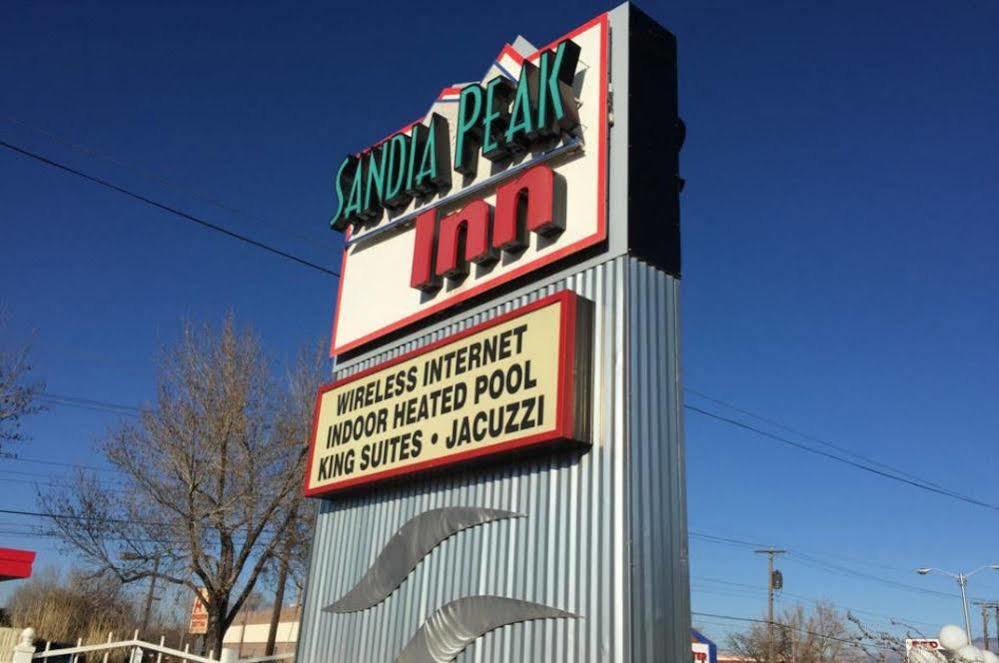 SANDIA PEAK
Inn
WIRELESS INTERNET
INDOOR HEATED POOL
KING SUITES • JACUZZI